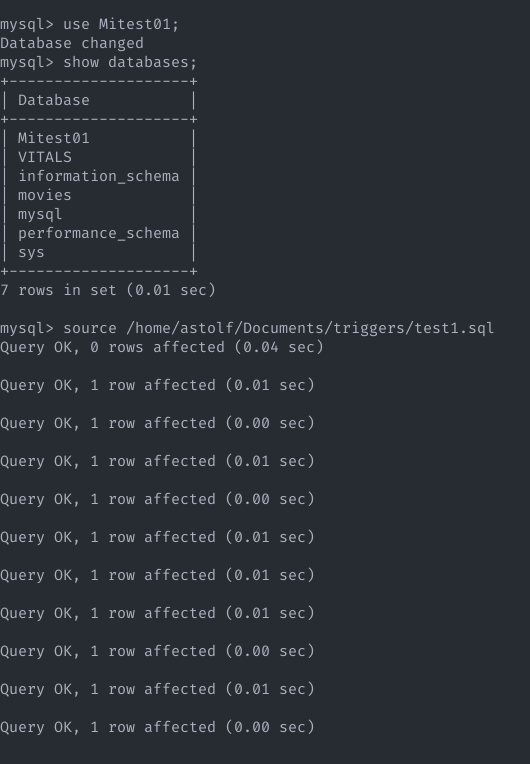 mysql> use Mitest01;
Database changed
mysql> show databases;
+--------------------+
| Database           |
+--------------------+
| Mitest01           |
| VITALS             |
| information_schema |
| movies             |
| mysql              |
| performance_schema |
| sys                |
+--------------------+
7 rows in set (0.01 sec)
mysql> source /home/astolf/Documents/triggers/test1.sql
Query OK, 0 rows affected (0.04 sec)
Query OK, 1 row affected (0.01 sec)
Query OK, 1 row affected (0.00 sec)
Query OK, 1 row affected (0.01 sec)
Query OK, 1 row affected (0.00 sec)
Query OK, 1 row affected (0.01 sec)
Query OK, 1 row affected (0.01 sec)
Query OK, 1 row affected (0.01 sec)
Query OK, 1 row affected (0.00 sec)
Query OK, 1 row affected (0.01 sec)
Query OK, 1 row affected (0.00 sec)